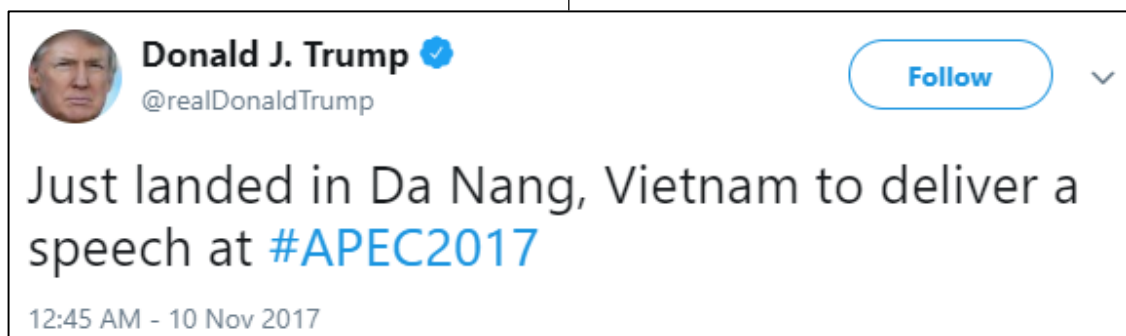 Donald J. Trump
@realDonaldTrump
Follow
Just landed in Da Nang, Vietnam to deliver a
speech at #APEC2017
12:45 AM - 10 Nov 2017